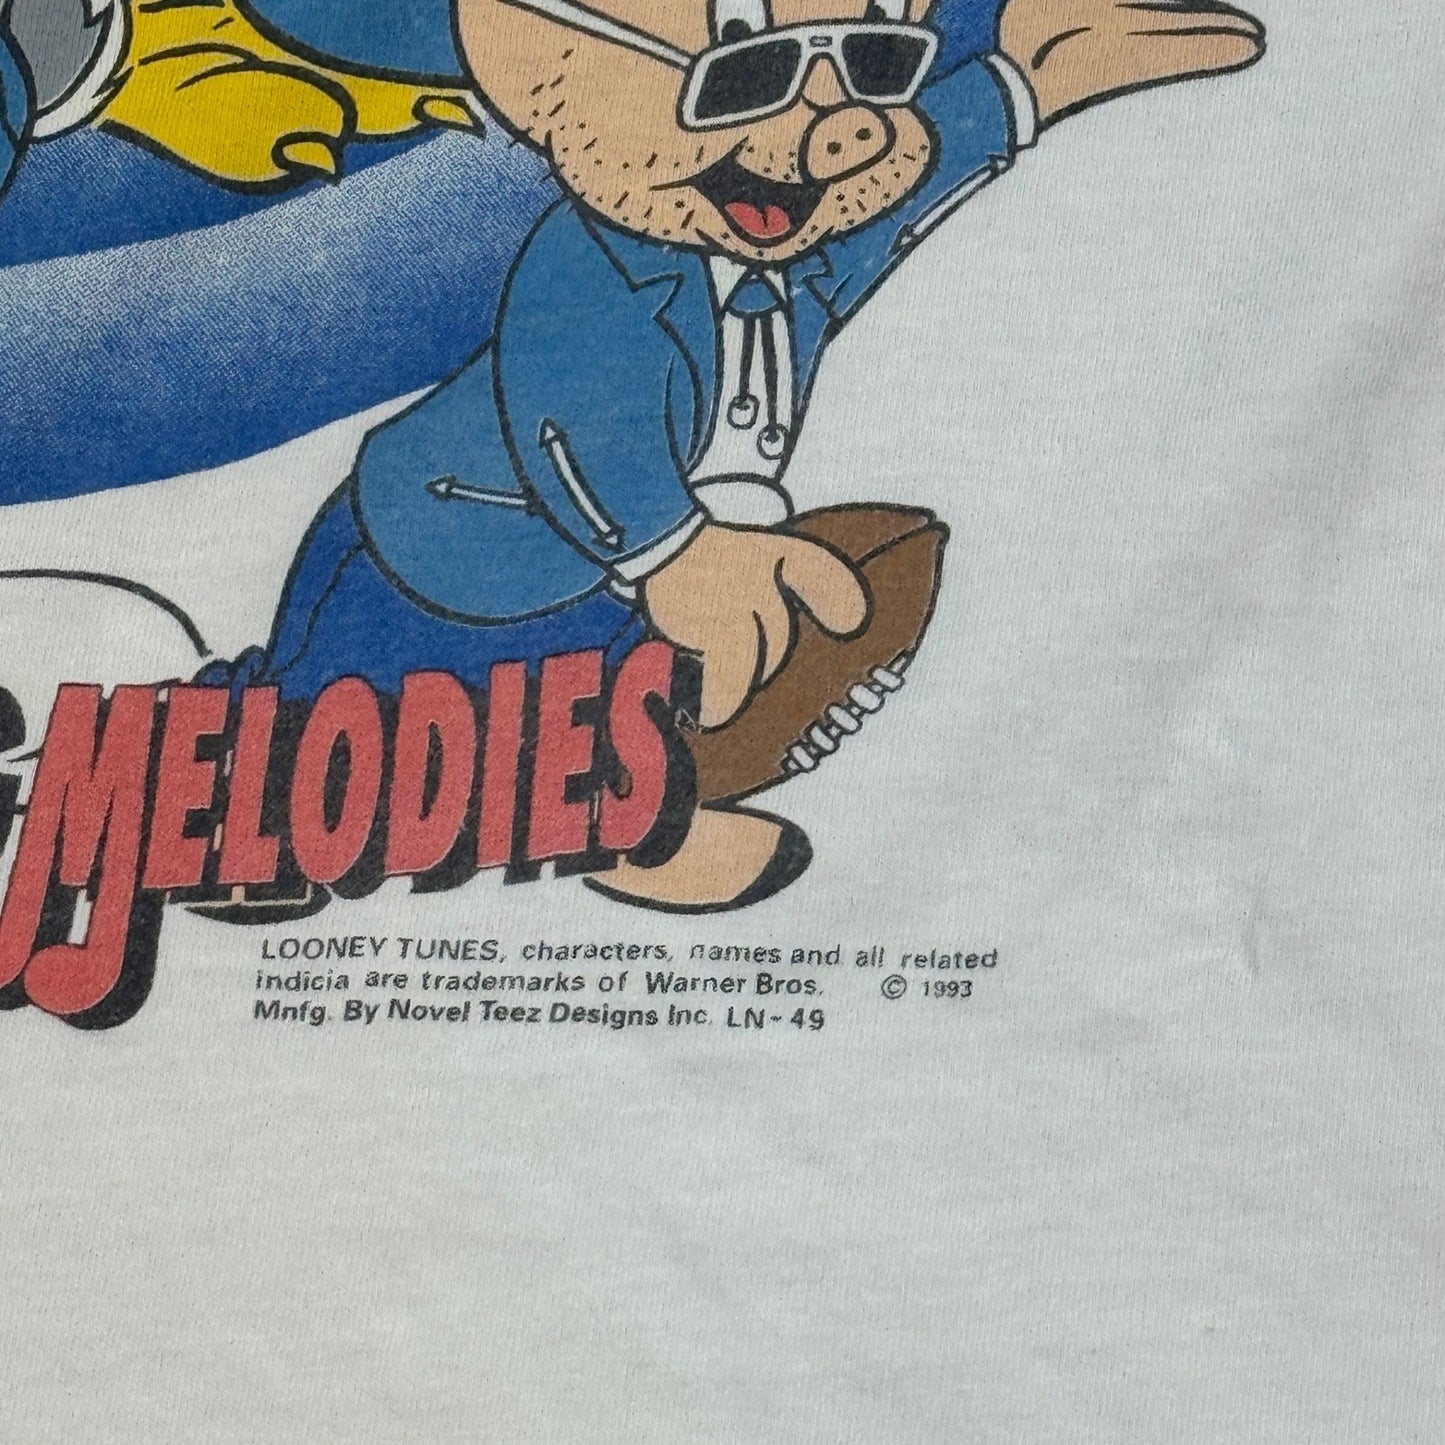 MELODIES
LOONEY TUNES, characters, names and all related
indicia are trademarks of Warner Bros. © 1993
Mnfg. By Novel Teez Designs Inc. LN-49